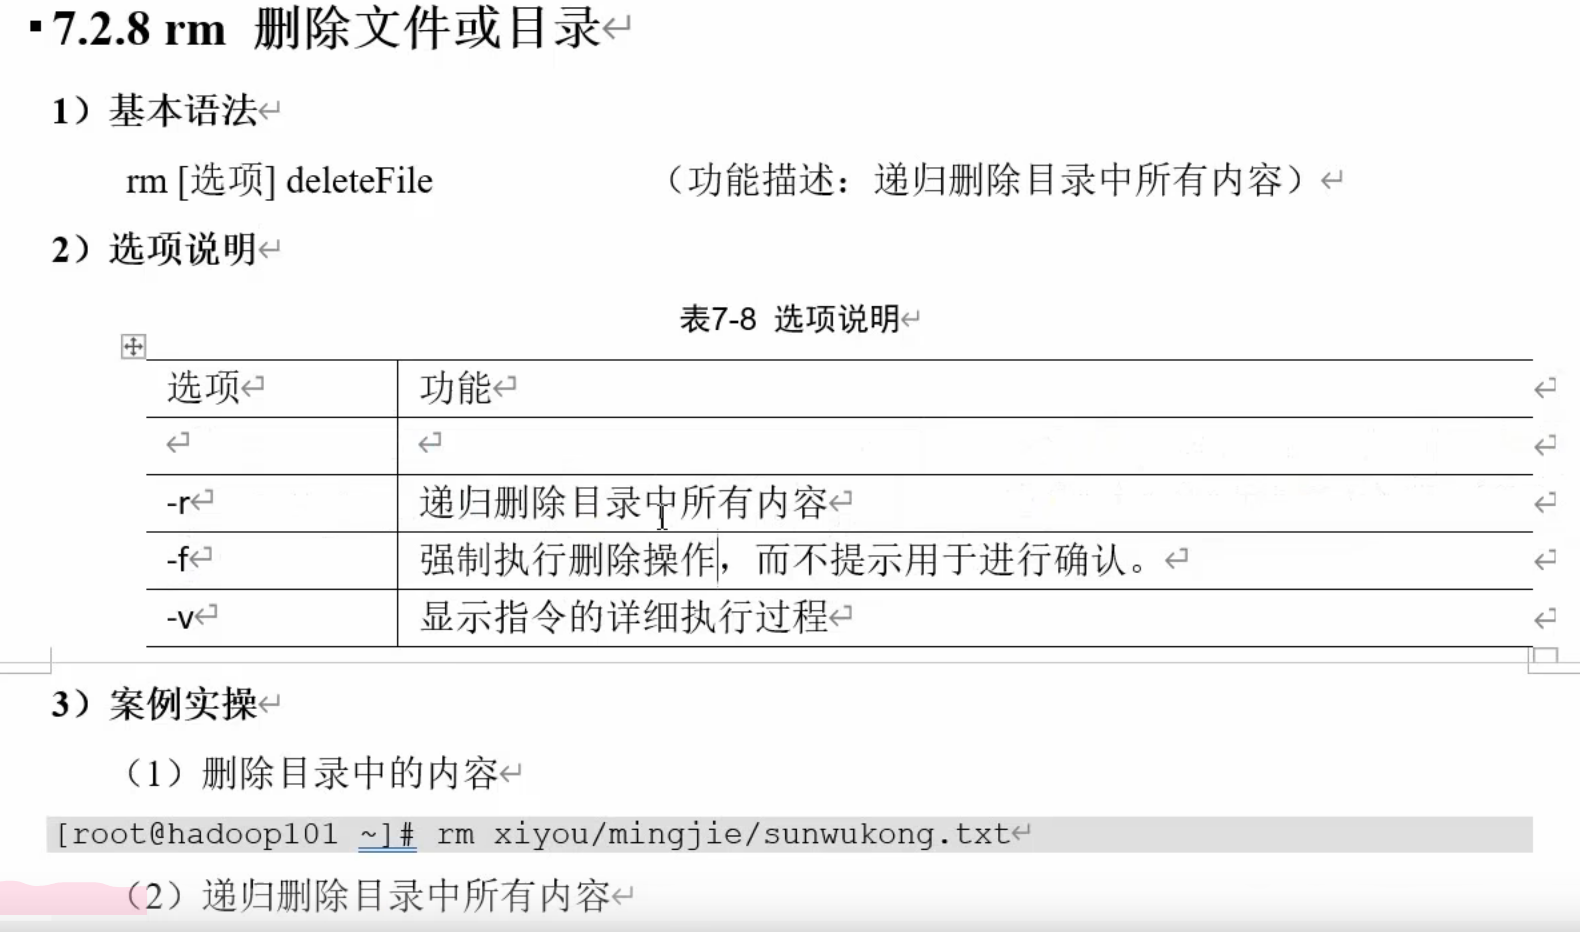 7.2.8 rm 删除文件或目录
1）基本语法
rm [选项] deleteFile （功能描述：递归删除目录中所有内容）
2）选项说明
表7-8 选项说明
选项 功能
-r 递归删除目录中所有内容
-f 强制执行删除操作，而不提示用于进行确认。
-v 显示指令的详细执行过程
3）案例实操
（1）删除目录中的内容
[root@hadoop101 ~]# rm xiyou/mingjie/sunwukong.txt
（2）递归删除目录中所有内容